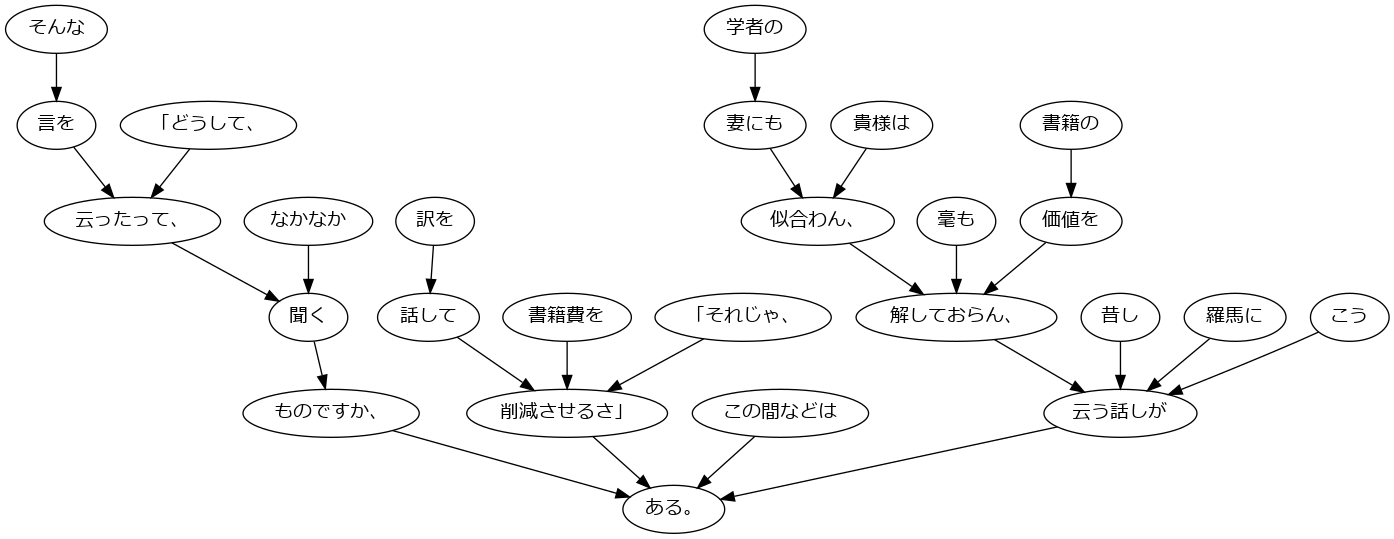 そんな
学者の
言を
「どうして、
妻にも
貴様は
書籍の
云ったって、
なかなか
訳を
似合わん、
毫も
価値を
聞く
話して
書籍費を
「それじゃ、
解しておらん、
昔し
羅馬に
こう
ものですか、
削減させるさ」
この間などは
云う話しが
ある。